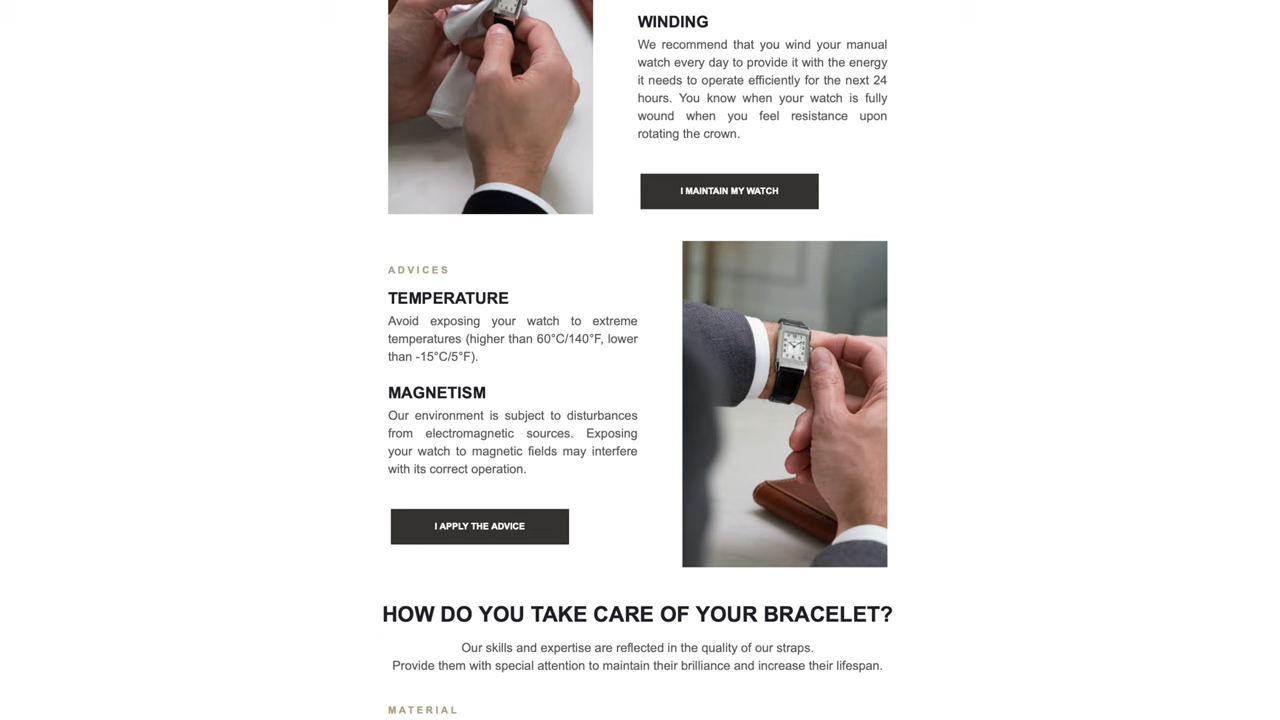 WINDING
We recommend that you wind your manual
watch every day to provide it with the energy
it needs to operate efficiently for the next 24
hours. You know when your watch is fully
wound when you feel resistance upon
rotating the crown.
I MAINTAIN MY WATCH
ADVICES
TEMPERATURE
Avoid exposing your watch to extreme
temperatures (higher than 60°C/140°F, lower
than -15°C/5°F).
MAGNETISM
Our environment is subject to disturbances
from electromagnetic sources. Exposing
your watch to magnetic fields may interfere
with its correct operation.
I APPLY THE ADVICE
HOW DO YOU TAKE CARE OF YOUR BRACELET?
Our skills and expertise are reflected in the quality of our straps.
Provide them with special attention to maintain their brilliance and increase their lifespan.
MATERIAL